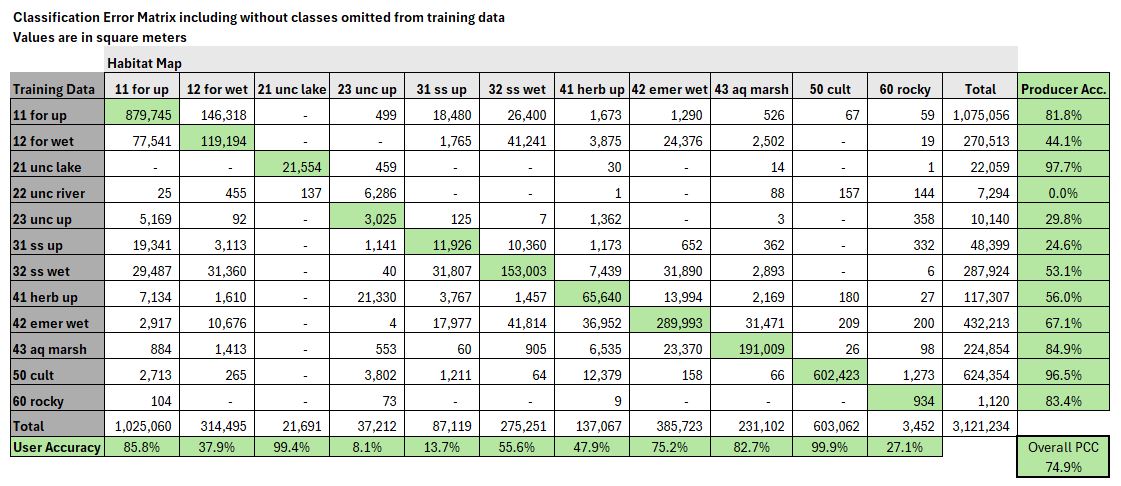 Classification Error Matrix including without classes omitted from training data
Values are in square meters
Habitat Map
Training Data 11 for up 12 for wet 21 unc lake 23 unc up 31 ss up 32 ss wet 41 herb up 42 emer wet 43 aq marsh 50 cult 60 rocky Total Producer Acc.
11 for up 879,745 146,318 - 499 18,480 26,400 1,673 1,290 526 67 59 1,075,056 81.8%
12 for wet 77,541 119,194 - - 1,765 41,241 3,875 24,376 2,502 - 19 270,513 44.1%
21 unc lake - - 21,554 459 - - 30 - 14 - 1 22,059 97.7%
22 unc river 25 455 137 6,286 - - 1 - 88 157 144 7,294 0.0%
23 unc up 5,169 92 - 3,025 125 7 1,362 - 3 - 358 10,140 29.8%
31 ss up 19,341 3,113 - 1,141 11,926 10,360 1,173 652 362 - 332 48,399 24.6%
32 ss wet 29,487 31,360 - 40 31,807 153,003 7,439 31,890 2,893 - 6 287,924 53.1%
41 herb up 7,134 1,610 - 21,330 3,767 1,457 65,640 13,994 2,169 180 27 117,307 56.0%
42 emer wet 2,917 10,676 - 4 17,977 41,814 36,952 289,993 31,471 209 200 432,213 67.1%
43 aq marsh 884 1,413 - 553 60 905 6,535 23,370 191,009 26 98 224,854 84.9%
50 cult 2,713 265 - 3,802 1,211 64 12,379 158 66 602,423 1,273 624,354 96.5%
60 rocky 104 - - 73 - - 9 - - - 934 1,120 83.4%
Total 1,025,060 314,495 21,691 37,212 87,119 275,251 137,067 385,723 231,102 603,062 3,452 3,121,234
User Accuracy 85.8% 37.9% 99.4% 8.1% 13.7% 55.6% 47.9% 75.2% 82.7% 99.9% 27.1% Overall PCC
74.9%